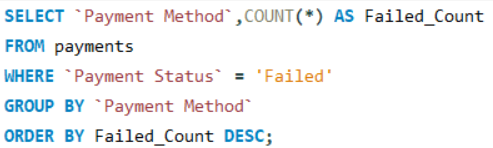 SELECT `Payment Method`,COUNT(*) AS Failed_Count
FROM payments
WHERE `Payment Status` = 'Failed'
GROUP BY `Payment Method`
ORDER BY Failed_Count DESC;